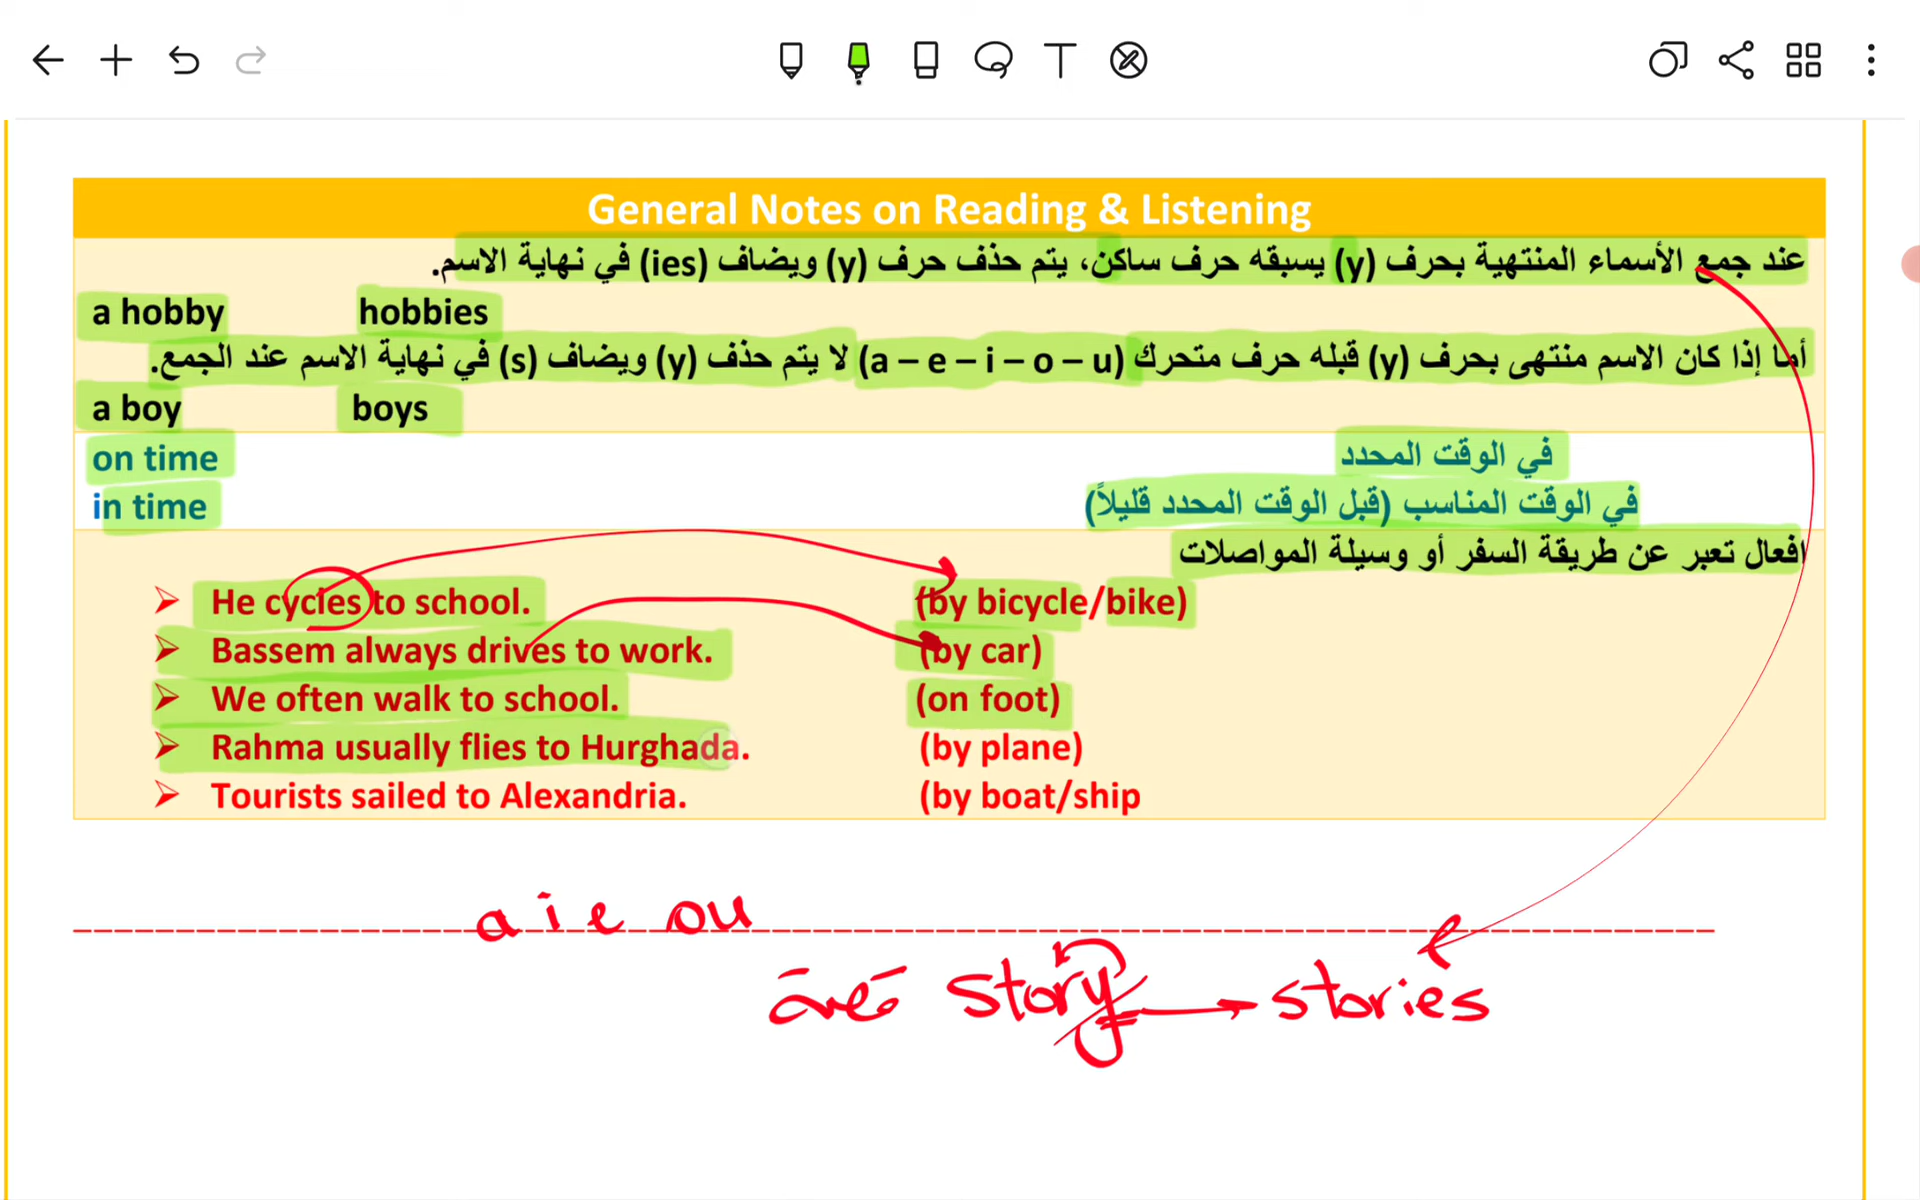 General Notes on Reading & Listening
عند جمع الأسماء المنتهية بحرف (y) يسبقه حرف ساكن، يتم حذف حرف (y) ويضاف (ies) في نهاية الاسم.
a hobby hobbies
أما إذا كان الاسم منتهى بحرف (y) قبله حرف متحرك (a – e – i – o – u) لا يتم حذف (y) ويضاف (s) في نهاية الاسم عند الجمع.
a boy boys
on time في الوقت المحدد
in time في الوقت المناسب (قبل الوقت المحدد قليلاً)
افعال تعبر عن طريقة السفر أو وسيلة المواصلات
He cycles to school. (by bicycle/bike)
Bassem always drives to work. (by car)
We often walk to school. (on foot)
Rahma usually flies to Hurghada. (by plane)
Tourists sailed to Alexandria. (by boat/ship
a i e o u
story stories